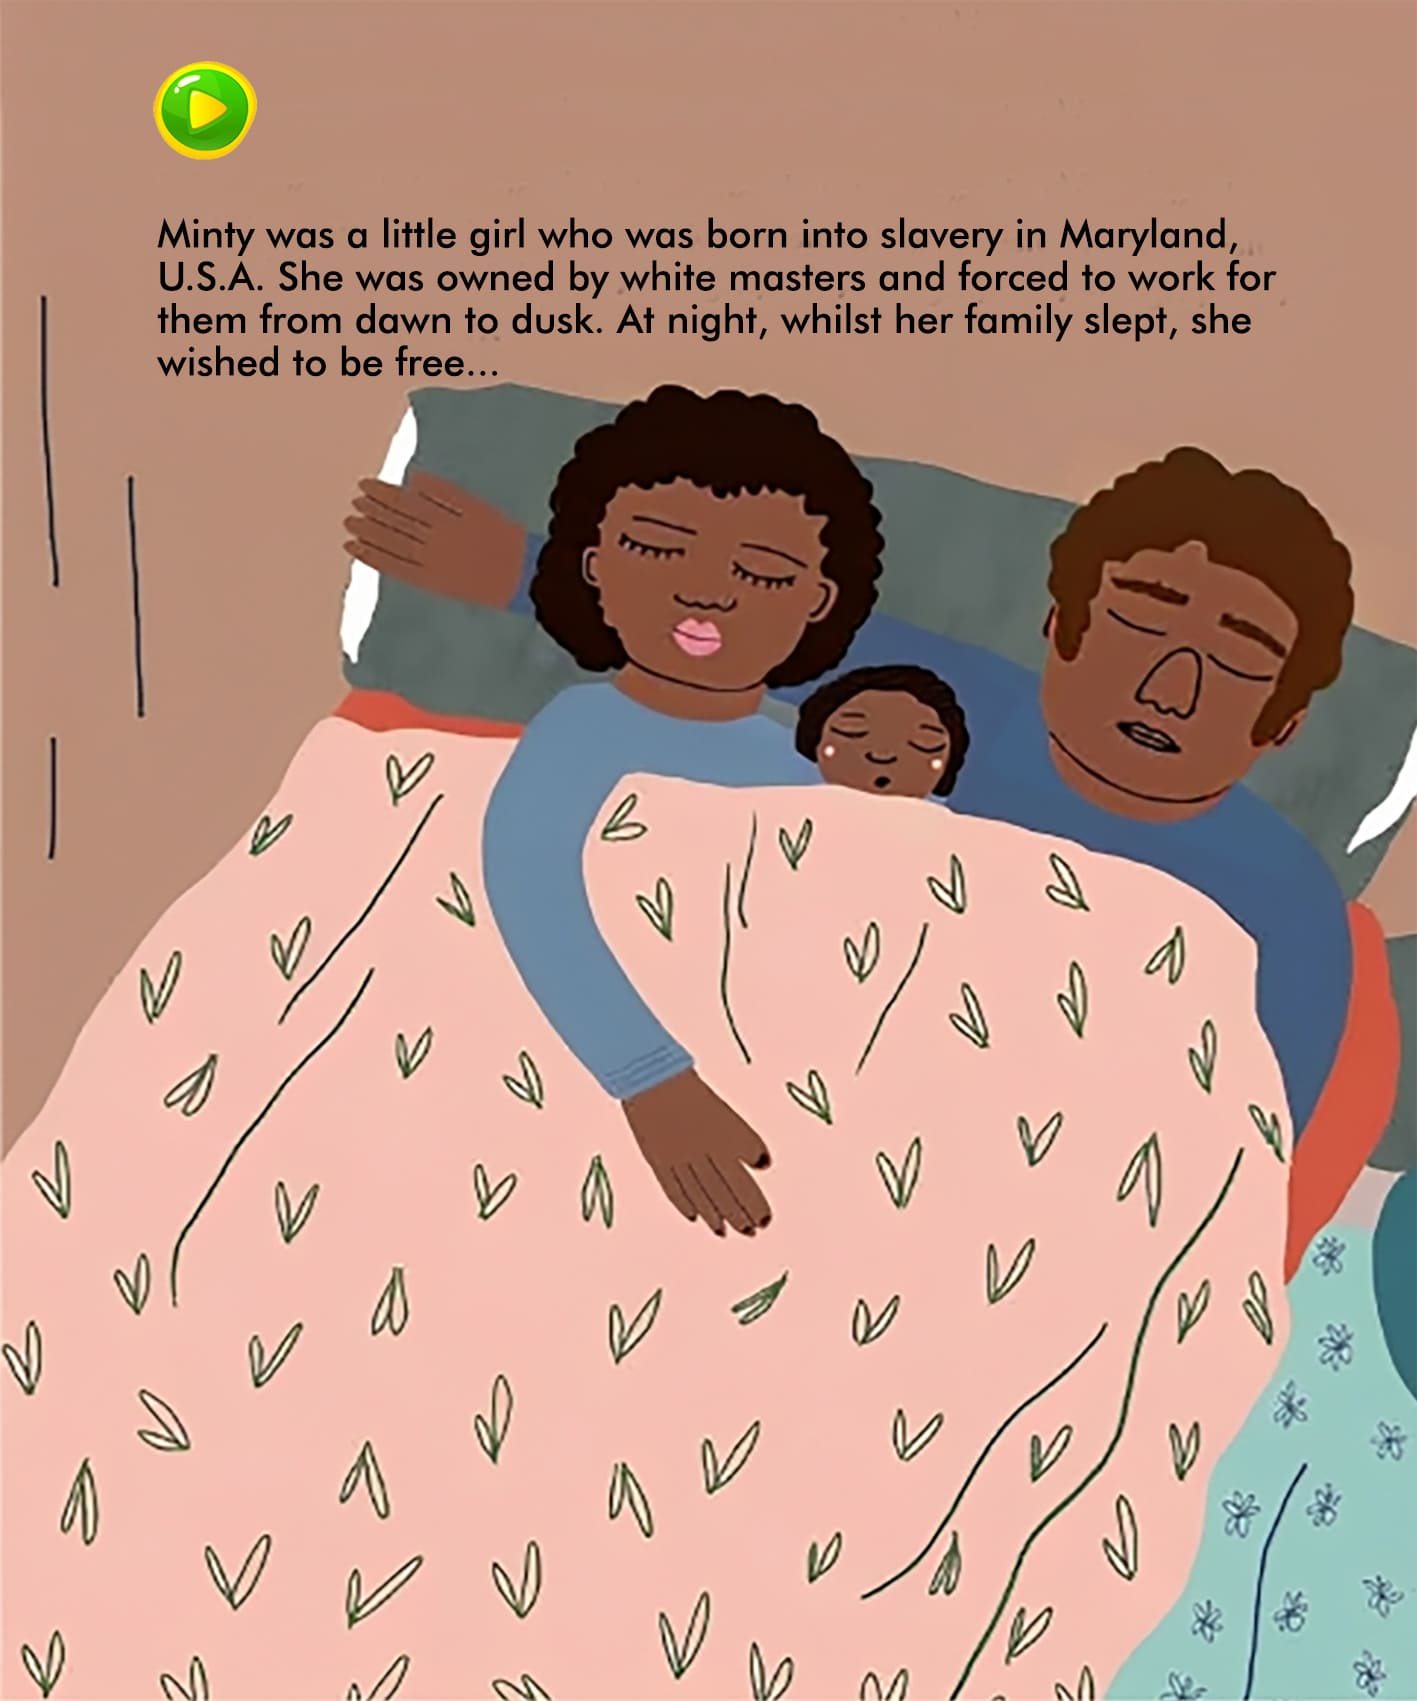 Minty was a little girl who was born into slavery in Maryland,
U.S.A. She was owned by white masters and forced to work for
them from dawn to dusk. At night, whilst her family slept, she
wished to be free...